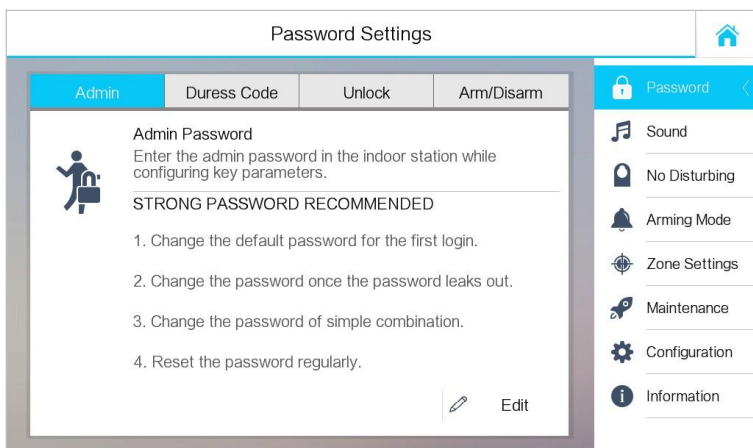 Password Settings
Admin
Duress Code
Unlock
Arm/Disarm
Admin Password
Enter the admin password in the indoor station while
configuring key parameters.
STRONG PASSWORD RECOMMENDED
1. Change the default password for the first login.
2. Change the password once the password leaks out.
3. Change the password of simple combination.
4. Reset the password regularly.
Edit
Password
Sound
No Disturbing
Arming Mode
Zone Settings
Maintenance
Configuration
Information